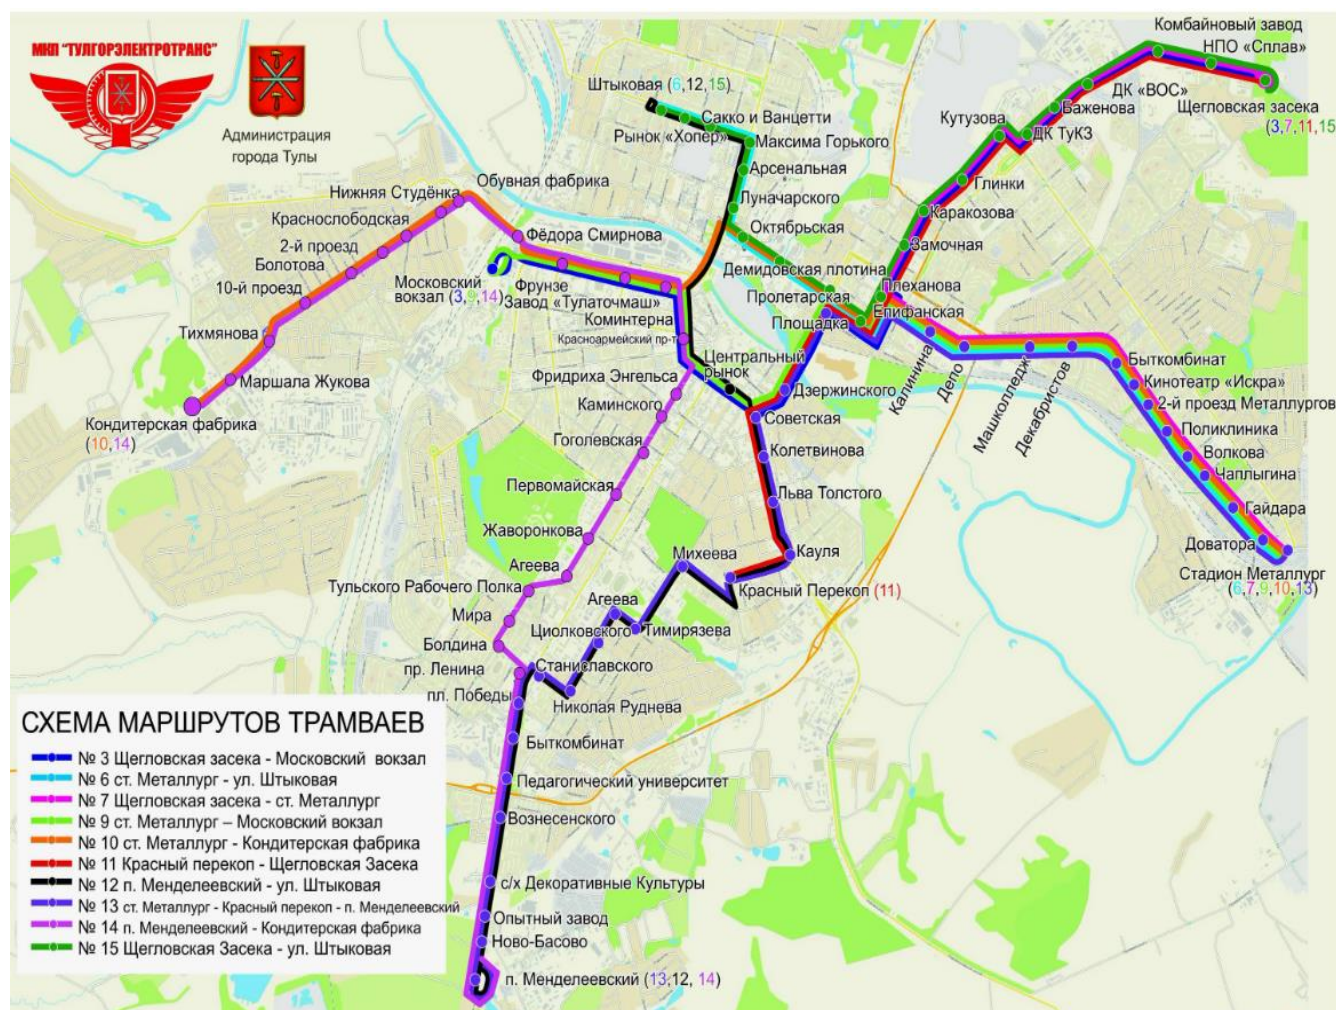 МКП "ТУЛГОРЭЛЕКТРОТРАНС"
Администрация
города Тулы
Штыковая (6,12,15)
Сакко и Ванцетти
Рынок «Хопер»
Максима Горького
Арсенальная
Луначарского
Октябрьская
Демидовская плотина
Пролетарская
Площадка
Епифанская
Плеханова
Замочная
Каракозова
Глинки
Кутузова
ДК ТуКЗ
Баженова
ДК «ВОС»
Комбайновый завод
НПО «Сплав»
Щегловская засека
(3,7,11,15
Обувная фабрика
Нижняя Студёнка
Краснослободская
2-й проезд
Болотова
10-й проезд
Тихмянова
Маршала Жукова
Кондитерская фабрика
(10,14)
Фёдора Смирнова
Московский
вокзал (3,9,14)
Фрунзе
Завод «Тулаточмаш»
Коминтерна
Красноармейский пр-т
Центральный
рынок
Фридриха Энгельса
Каминского
Гоголевская
Первомайская
Жаворонкова
Агеева
Тульского Рабочего Полка
Мира
Болдина
пр. Ленина
пл. Победы
Дзержинского
Советская
Колетвинова
Льва Толстого
Кауля
Красный Перекоп (11)
Михеева
Агеева
Тимирязева
Циолковского
Станиславского
Николая Руднева
Быткомбинат
Педагогический университет
Вознесенского
с/х Декоративные Культуры
Опытный завод
Ново-Басово
п. Менделеевский (13,12, 14)
Калинина
Депо
Машколледж
Декабристов
Быткомбинат
Кинотеатр «Искра»
2-й проезд Металлургов
Поликлиника
Волкова
Чаплыгина
Гайдара
Доватора
Стадион Металлург
(6,7,9,10,13)
СХЕМА МАРШРУТОВ ТРАМВАЕВ
№ 3 Щегловская засека - Московский вокзал
№ 6 ст. Металлург - ул. Штыковая
№ 7 Щегловская засека - ст. Металлург
№ 9 ст. Металлург – Московский вокзал
№ 10 ст. Металлург - Кондитерская фабрика
№ 11 Красный перекоп - Щегловская Засека
№ 12 п. Менделеевский - ул. Штыковая
№ 13 ст. Металлург - Красный перекоп - п. Менделеевский
№ 14 п. Менделеевский - Кондитерская фабрика
№ 15 Щегловская Засека - ул. Штыковая